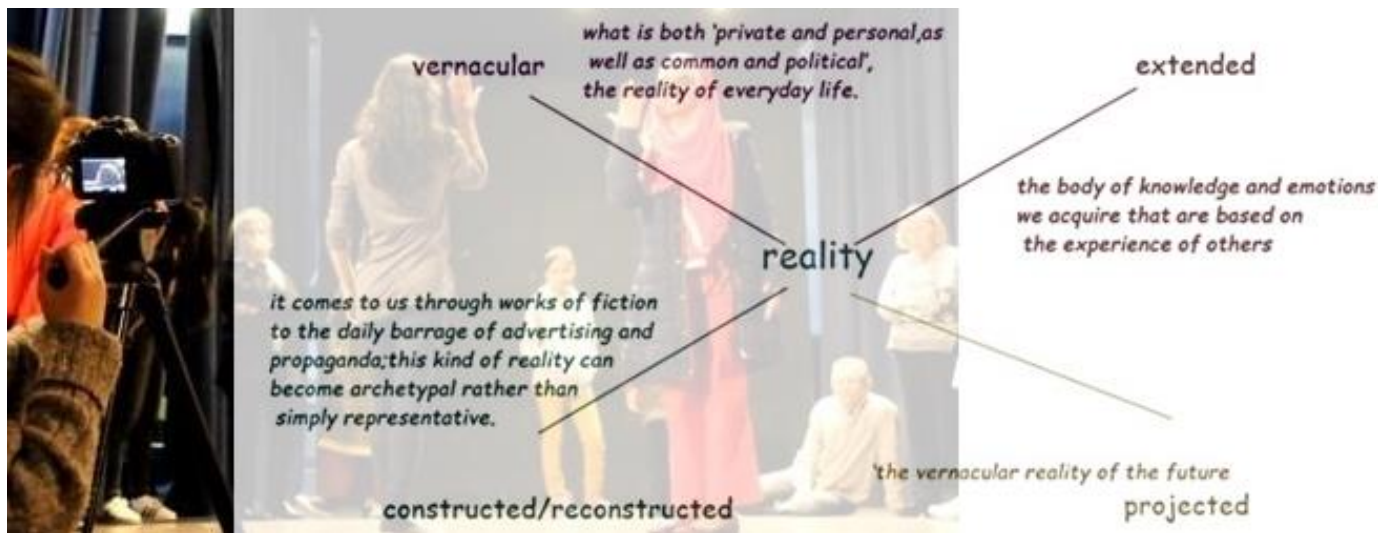 vernacular
what is both 'private and personal,as
well as common and political',
the reality of everyday life.
extended
the body of knowledge and emotions
we acquire that are based on
the experience of others
reality
it comes to us through works of fiction
to the daily barrage of advertising and
propaganda;this kind of reality can
become archetypal rather than
simply representative.
constructed/reconstructed
'the vernacular reality of the future
projected